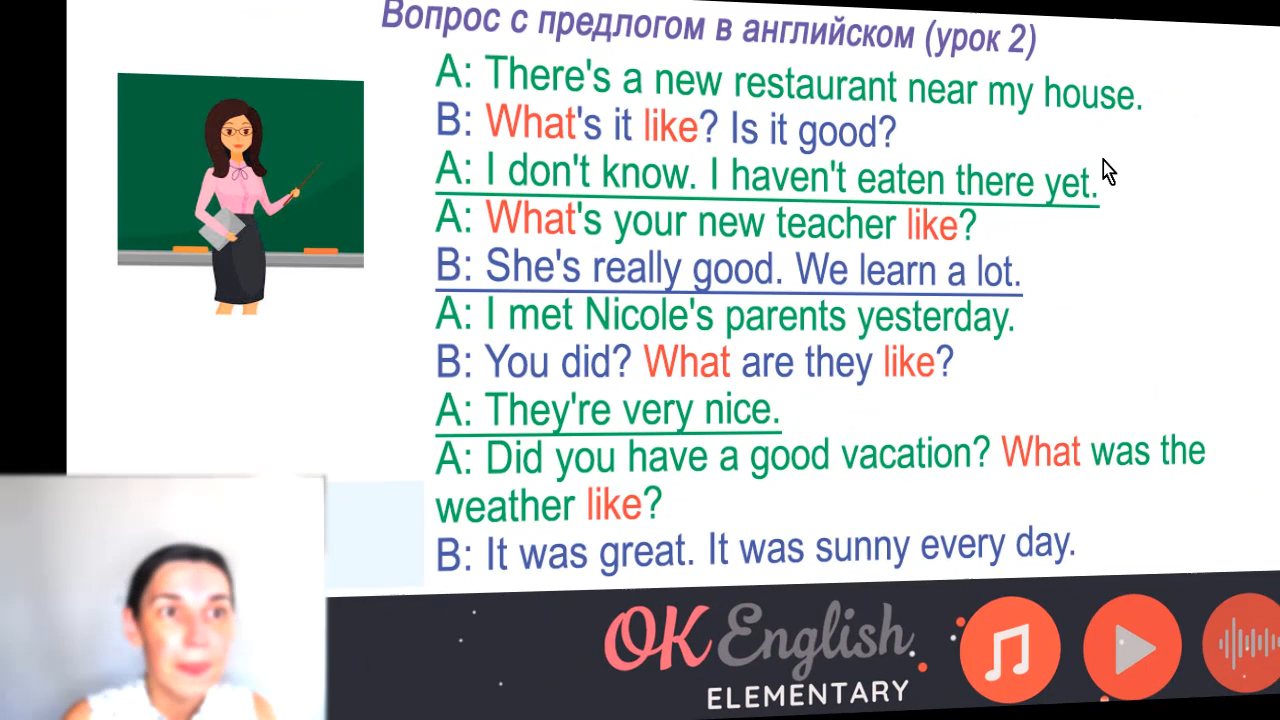 Вопрос с предлогом в английском (урок 2)
A: There's a new restaurant near my house.
B: What's it like? Is it good?
A: I don't know. I haven't eaten there yet.
A: What's your new teacher like?
B: She's really good. We learn a lot.
A: I met Nicole's parents yesterday.
B: You did? What are they like?
A: They're very nice.
A: Did you have a good vacation? What was the
weather like?
B: It was great. It was sunny every day.
OK English
ELEMENTARY